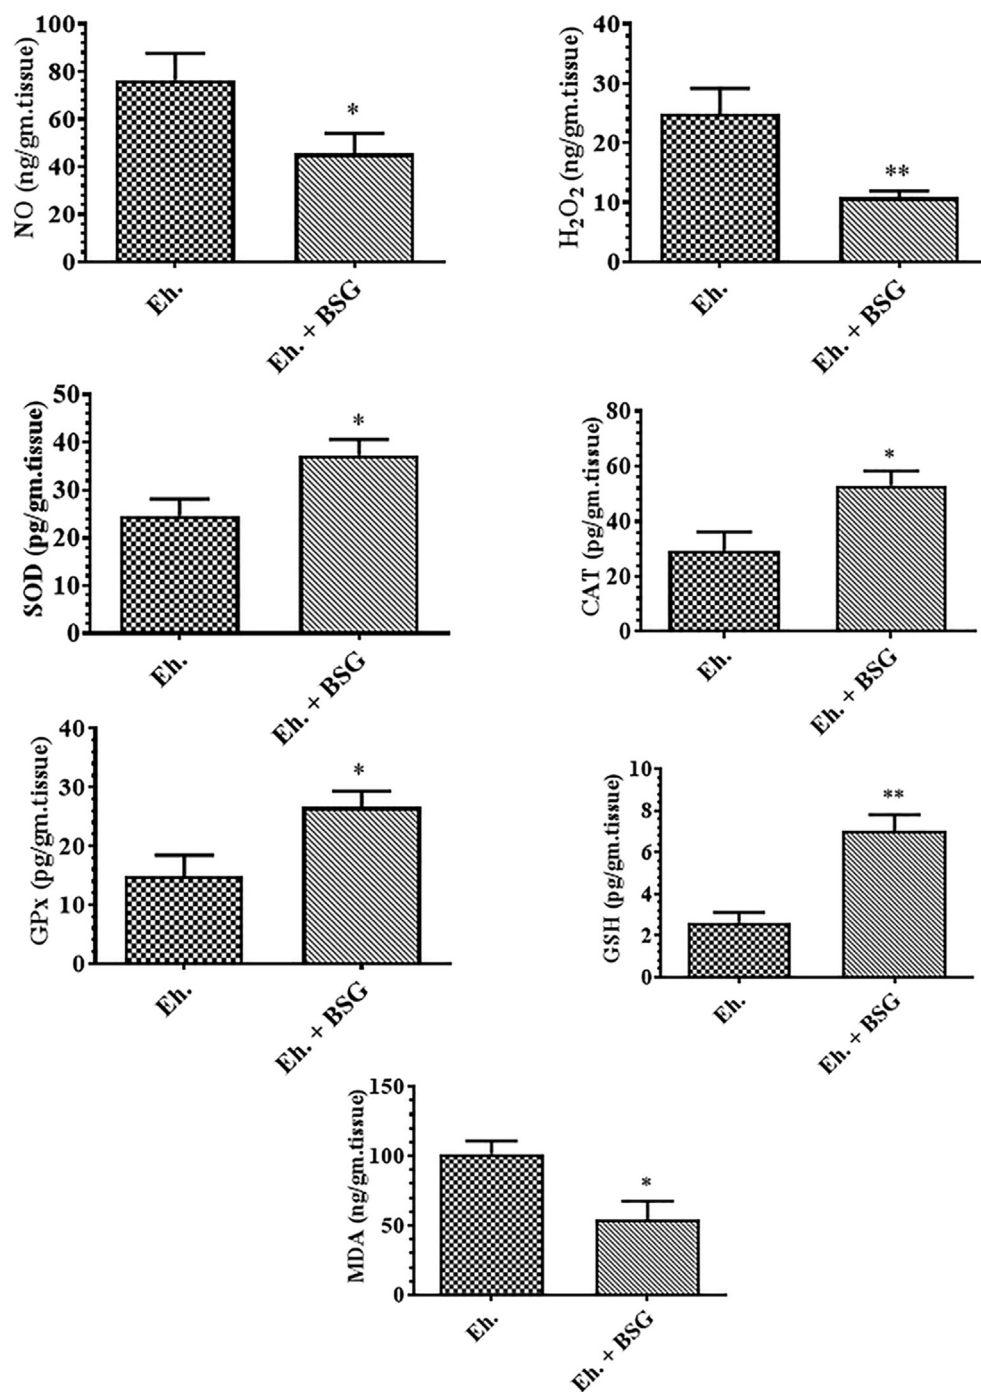 NO (ng/gm.tissue)
100
80
60
40
20
0
*
Eh.
Eh. + BSG
H₂O₂ (ng/gm.tissue)
40
30
20
10
0
**
Eh.
Eh. + BSG
SOD (pg/gm.tissue)
50
40
30
20
10
0
*
Eh.
Eh. + BSG
CAT (pg/gm.tissue)
80
60
40
20
0
*
Eh.
Eh. + BSG
GPx (pg/gm.tissue)
40
30
20
10
0
*
Eh.
Eh. + BSG
GSH (pg/gm.tissue)
10
8
6
4
2
0
**
Eh.
Eh. + BSG
MDA (ng/gm.tissue)
150
100
50
0
*
Eh.
Eh. + BSG